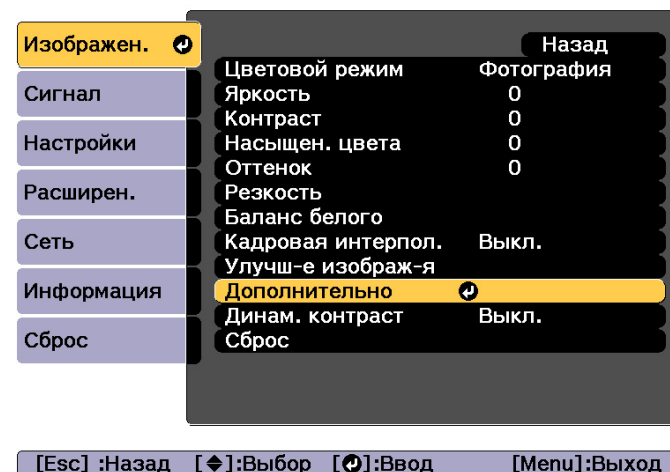 Изображен.
Сигнал
Настройки
Расширен.
Сеть
Информация
Сброс
Назад
Цветовой режим Фотография
Яркость 0
Контраст 0
Насыщен. цвета 0
Оттенок 0
Резкость
Баланс белого
Кадровая интерпол. Выкл.
Улучш-е изображ-я
Дополнительно
Динам. контраст Выкл.
Сброс
[Esc] :Назад [◆]:Выбор [↵]:Ввод [Menu]:Выход